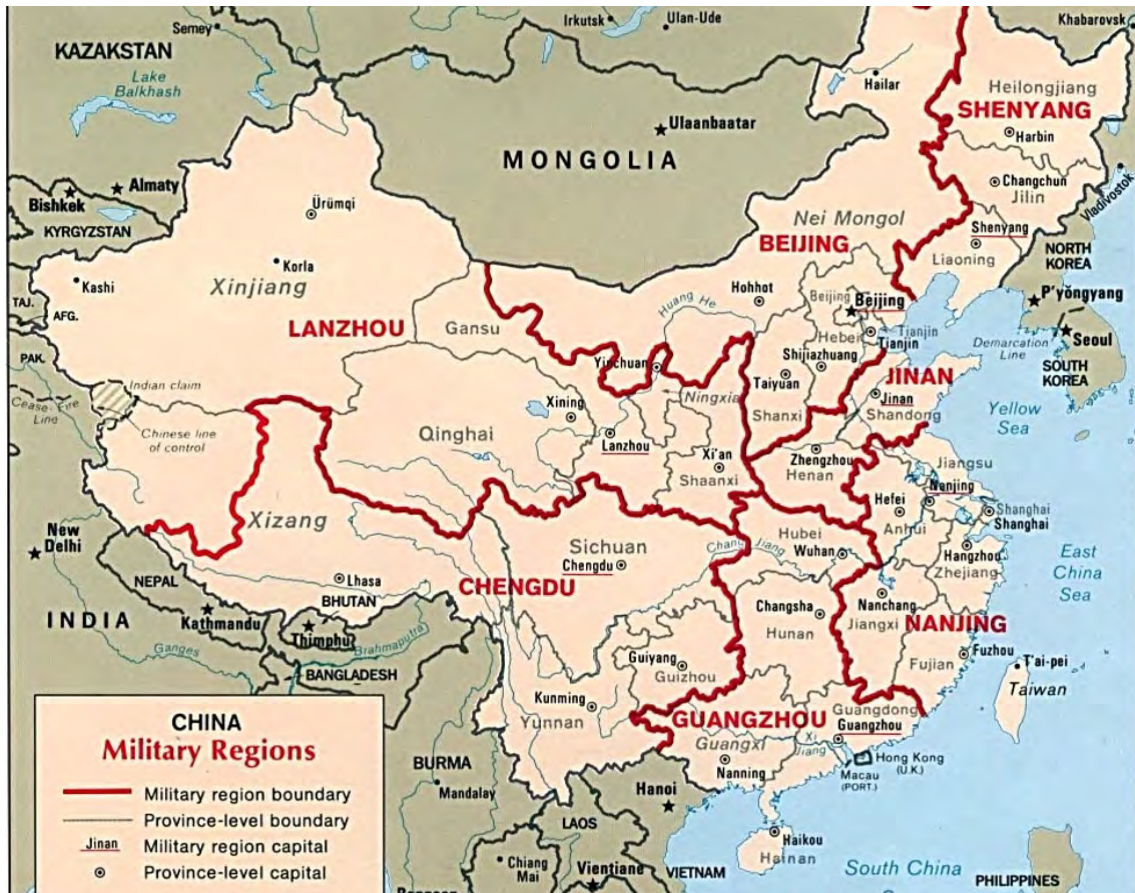 Irkutsk
Ulan-Ude
Khabarovsk
Semey
KAZAKSTAN
Lake
Balkhash
Hailar
Heilongjiang
SHENYANG
Harbin
Ulaanbaatar
MONGOLIA
Almaty
Bishkek
KYRGYZSTAN
Ürümqi
Changchun
Jilin
Vladivostok
Nei Mongol
BEIJING
Shenyang
Liaoning
NORTH
KOREA
Korla
Kashi
Xinjiang
TAJ.
AFG.
Hohhot
Huang He
Beijing
Beijing
P'yŏngyang
LANZHOU
Gansu
Hebei
Tianjin
Tianjin
Demarcation
Line
Seoul
SOUTH
KOREA
PAK.
Yinchuan
Shijiazhuang
Taiyuan
JINAN
Jinan
Shandong
Indian claim
Cease-Fire
Line
Chinese line
of control
Xining
Ningxia
Shanxi
Yellow
Sea
Qinghai
Lanzhou
Xi'an
Shaanxi
Zhengzhou
Henan
Jiangsu
Nanjing
Hefei
Anhui
Shanghai
Shanghai
Xizang
New
Delhi
Sichuan
Chengdu
Chang
Jiang
Hubei
Wuhan
Hangzhou
Zhejiang
East
China
Sea
NEPAL
Lhasa
CHENGDU
BHUTAN
INDIA
Kathmandu
Thimphu
Brahmaputra
Ganges
BANGLADESH
Changsha
Hunan
Nanchang
Jiangxi
NANJING
Fuzhou
Fujian
T'ai-pei
Taiwan
Guiyang
Guizhou
Kunming
Yunnan
GUANGZHOU
Guangdong
Guangzhou
Guangxi
Xi
Jiang
Nanning
Hong Kong
(U.K.)
Macau
(PORT.)
BURMA
Mandalay
Hanoi
LAOS
Haikou
Hainan
Chiang
Mai
Vientiane
VIETNAM
South China
PHILIPPINES
CHINA
Military Regions
Military region boundary
Province-level boundary
Jinan Military region capital
Province-level capital